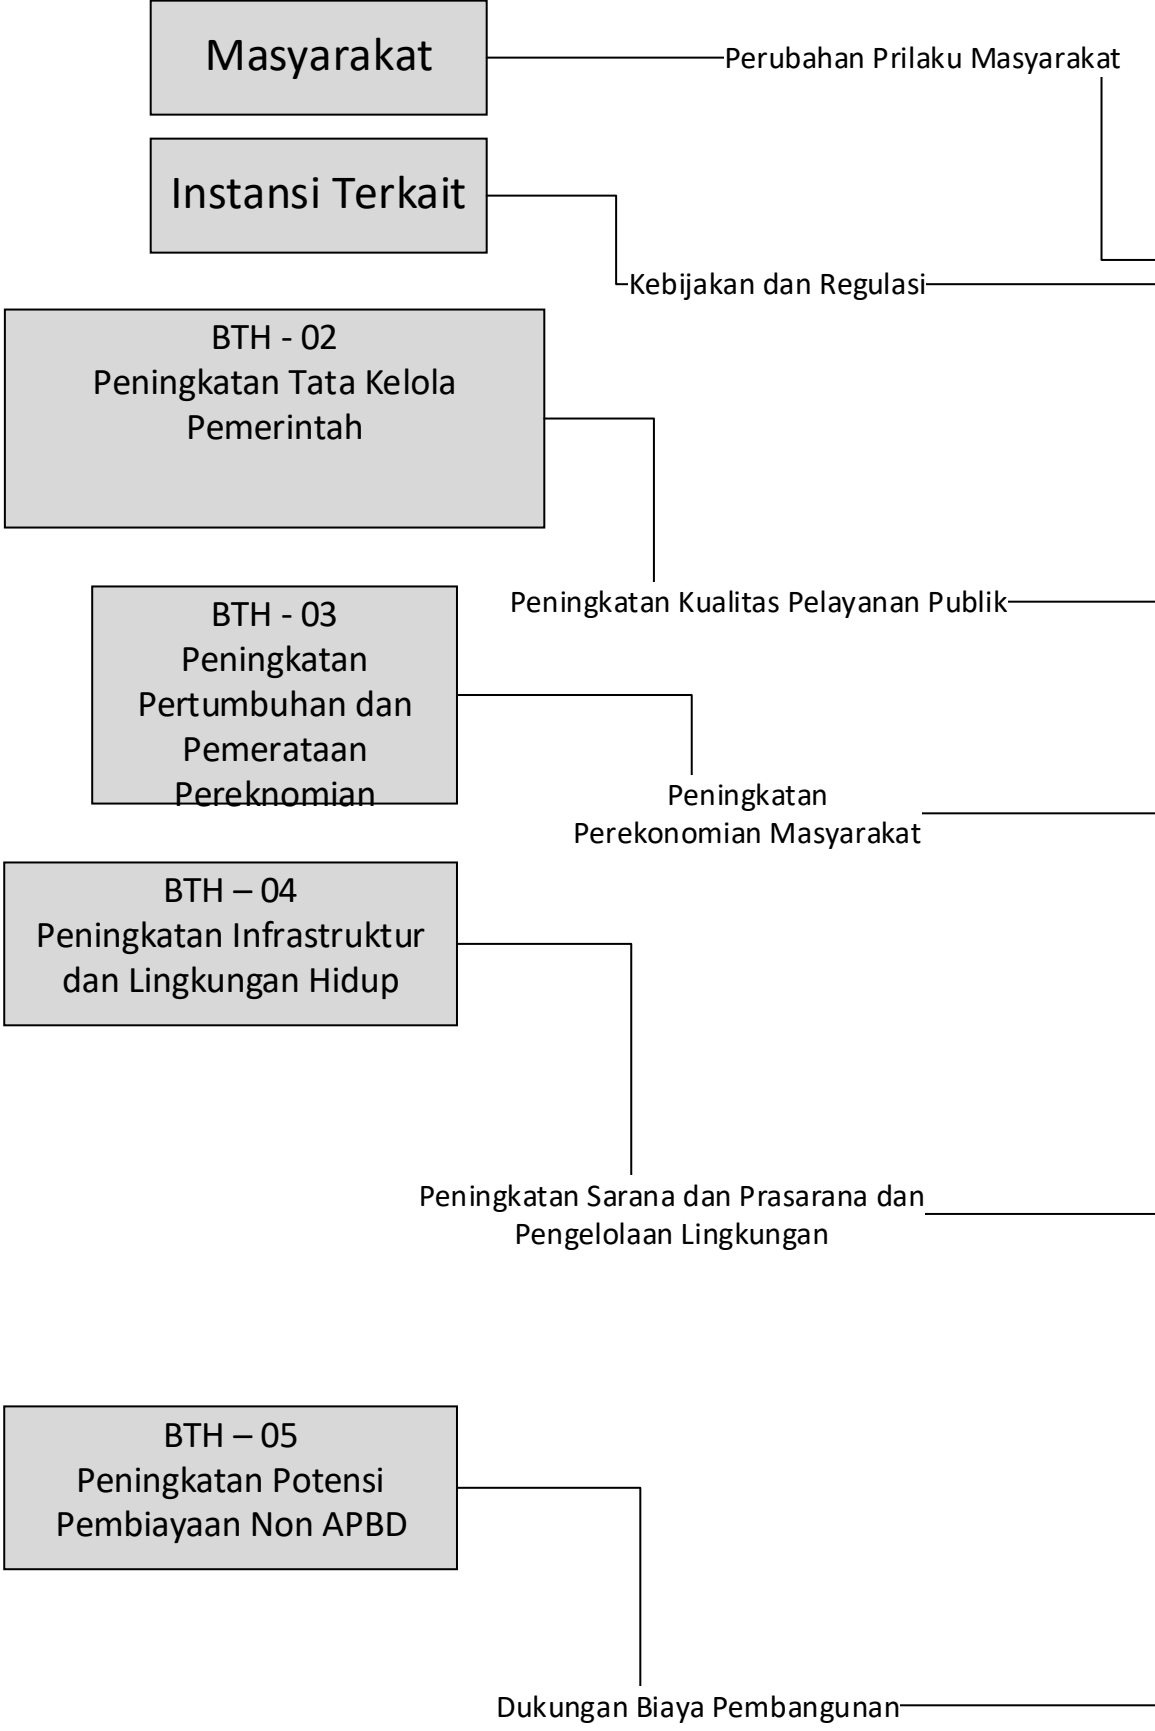 Masyarakat
Perubahan Prilaku Masyarakat
Instansi Terkait
Kebijakan dan Regulasi
BTH - 02
Peningkatan Tata Kelola
Pemerintah
Peningkatan Kualitas Pelayanan Publik
BTH - 03
Peningkatan
Pertumbuhan dan
Pemerataan
Pereknomian
Peningkatan
Perekonomian Masyarakat
BTH – 04
Peningkatan Infrastruktur
dan Lingkungan Hidup
Peningkatan Sarana dan Prasarana dan
Pengelolaan Lingkungan
BTH – 05
Peningkatan Potensi
Pembiayaan Non APBD
Dukungan Biaya Pembangunan